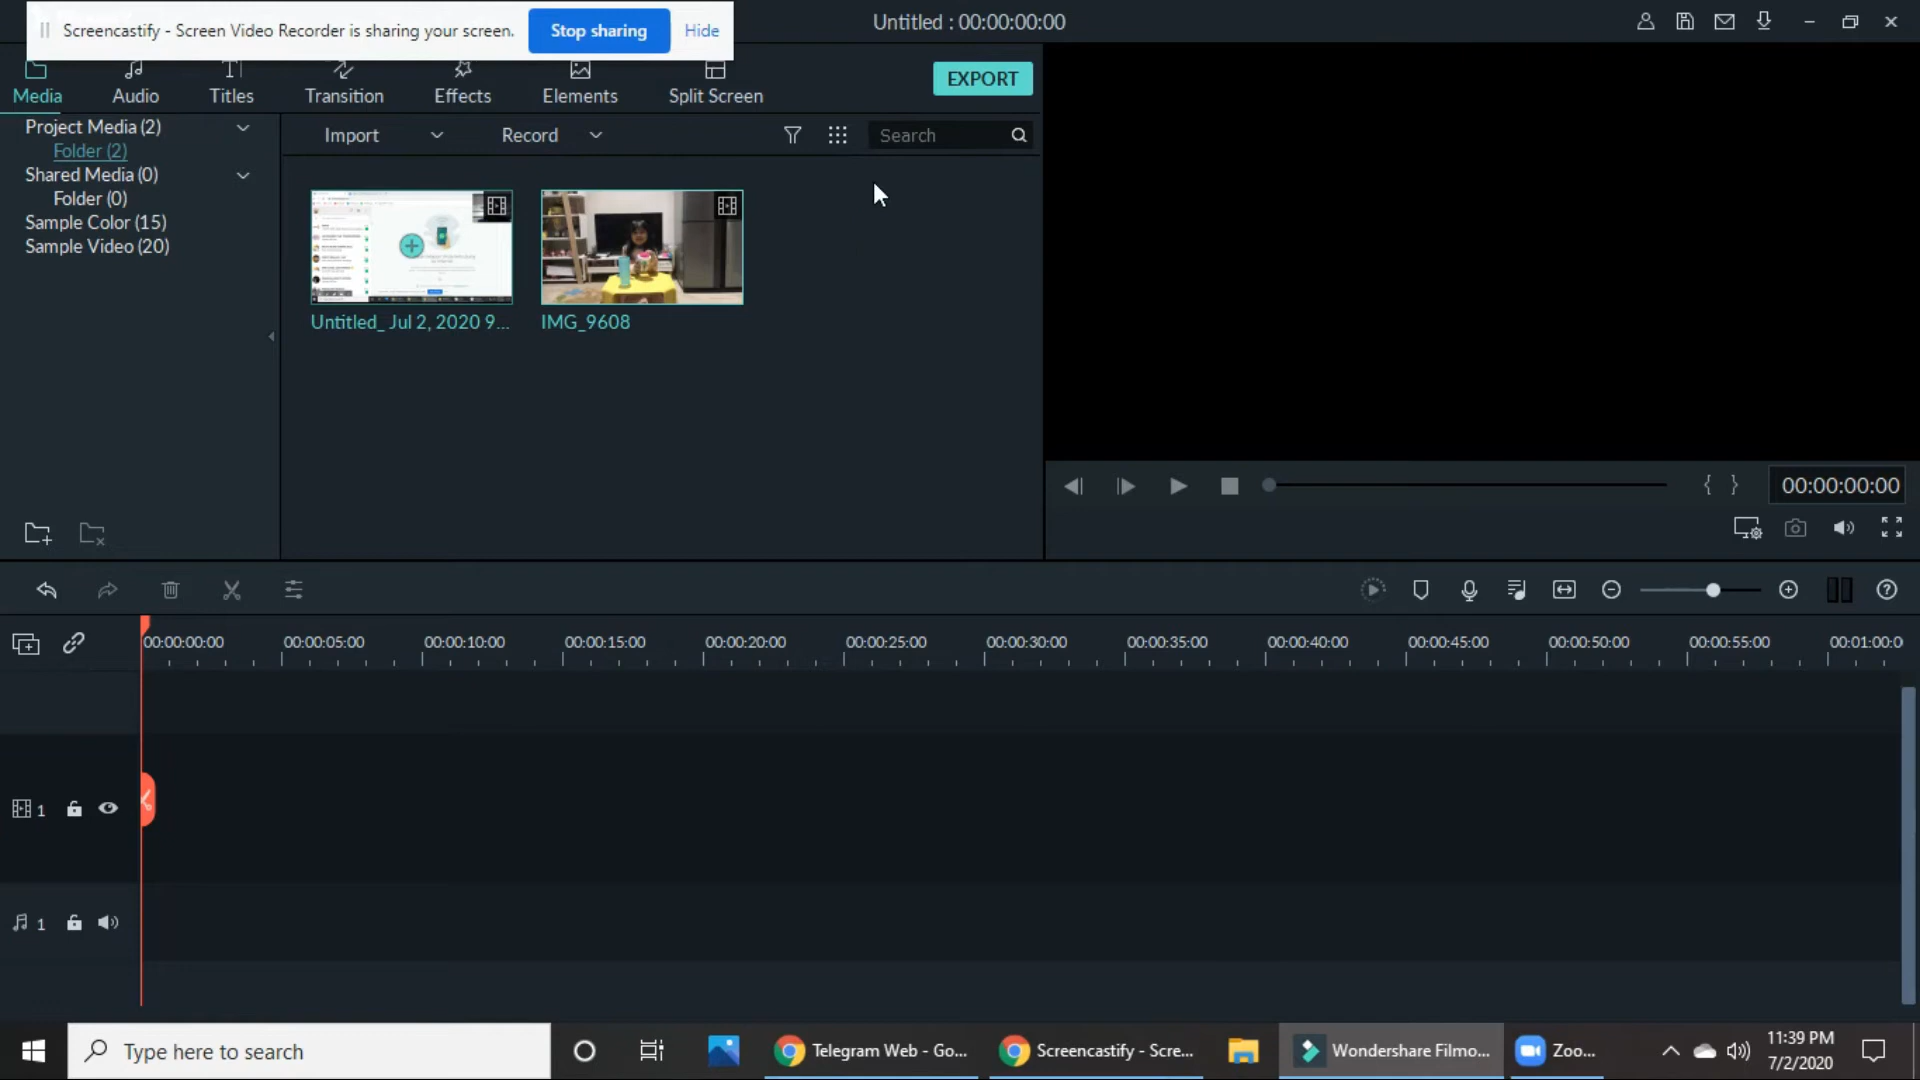 Screencastify - Screen Video Recorder is sharing your screen.
Stop sharing
Hide
Untitled : 00:00:00:00
Media
Audio
Titles
Transition
Effects
Elements
Split Screen
EXPORT
Project Media (2)
Folder (2)
Shared Media (0)
Folder (0)
Sample Color (15)
Sample Video (20)
Import
Record
Search
Untitled_ Jul 2, 2020 9...
IMG_9608
{ }
00:00:00:00
00:00:00:00 00:00:05:00 00:00:10:00 00:00:15:00 00:00:20:00 00:00:25:00 00:00:30:00 00:00:35:00 00:00:40:00 00:00:45:00 00:00:50:00 00:00:55:00 00:01:00:0
1
1
Type here to search
Telegram Web - Go...
Screencastify - Scre...
Wondershare Filmo...
Zoo...
11:39 PM
7/2/2020